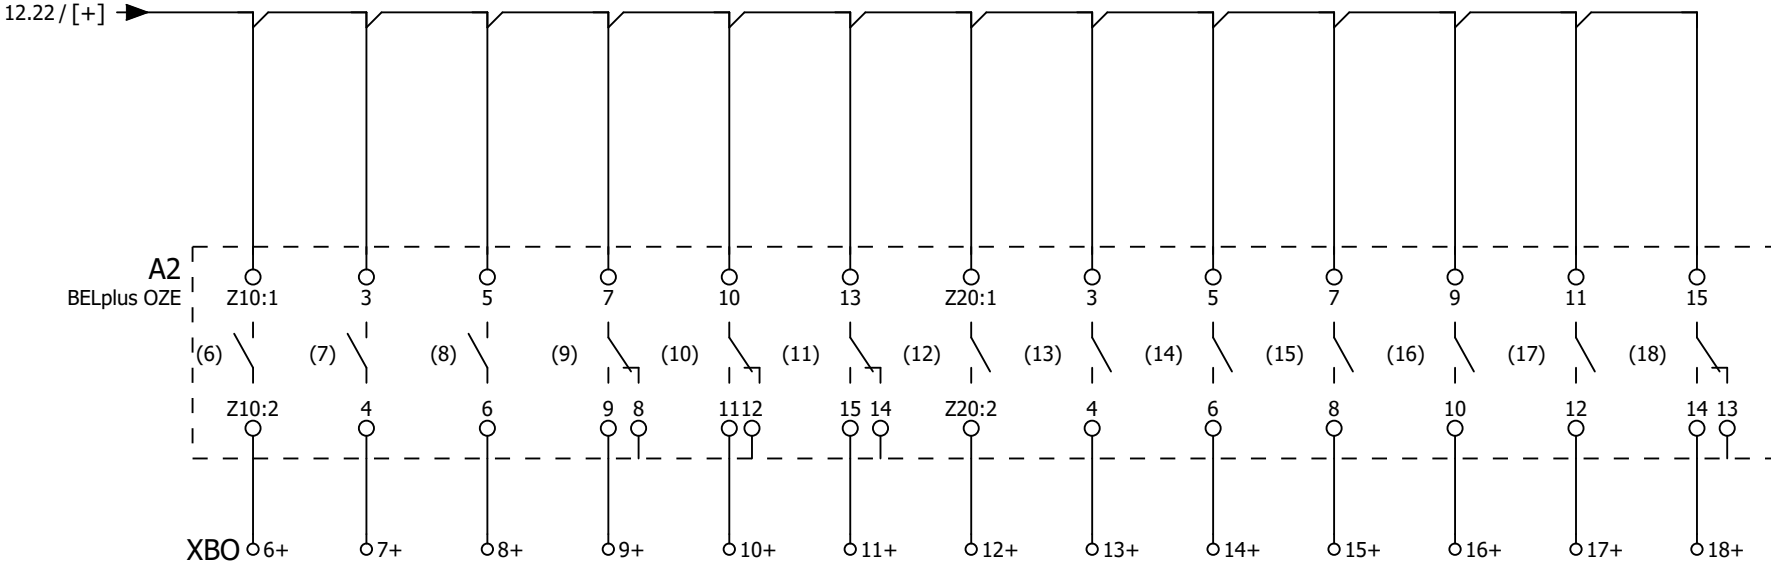 12.22 / [+]
A2
BELplus OZE
Z10:1 3 5 7 10 13 Z20:1 3 5 7 9 11 15
(6) (7) (8) (9) (10) (11) (12) (13) (14) (15) (16) (17) (18)
Z10:2 4 6 9 8 11 12 15 14 Z20:2 4 6 8 10 12 14 13
XBO 6+ 7+ 8+ 9+ 10+ 11+ 12+ 13+ 14+ 15+ 16+ 17+ 18+